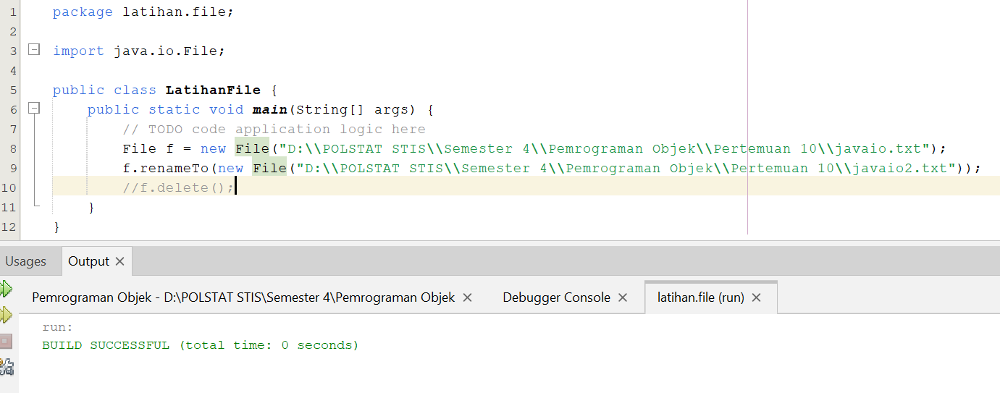 1 package latihan.file;
2
3 import java.io.File;
4
5 public class LatihanFile {
6 public static void main(String[] args) {
7 // TODO code application logic here
8 File f = new File("D:\\POLSTAT STIS\\Semester 4\\Pemrograman Objek\\Pertemuan 10\\javaio.txt");
9 f.renameTo(new File("D:\\POLSTAT STIS\\Semester 4\\Pemrograman Objek\\Pertemuan 10\\javaio2.txt"));
10 //f.delete();
11 }
12 }
Usages Output
Pemrograman Objek - D:\POLSTAT STIS\Semester 4\Pemrograman Objek Debugger Console latihan.file (run)
run:
BUILD SUCCESSFUL (total time: 0 seconds)